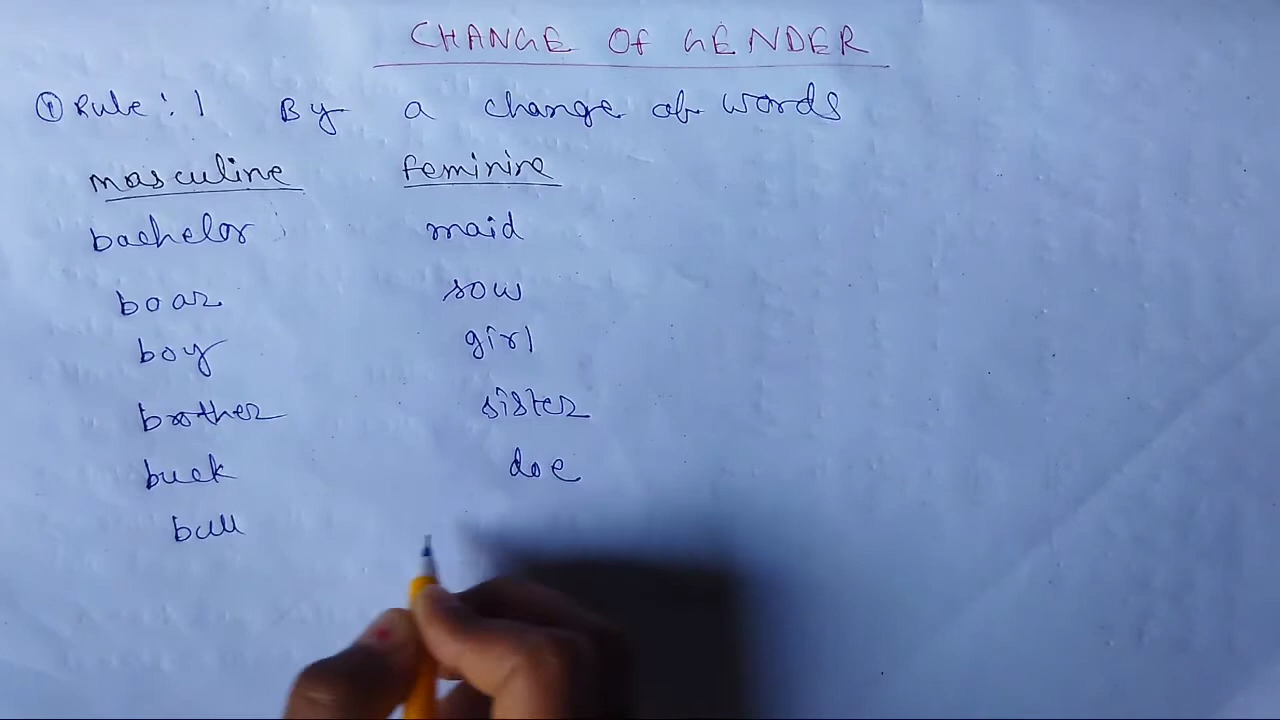 CHANGE OF GENDER
① Rule : 1 By a change of words
masculine feminine
bachelor maid
boar sow
boy girl
brother sister
buck doe
bull